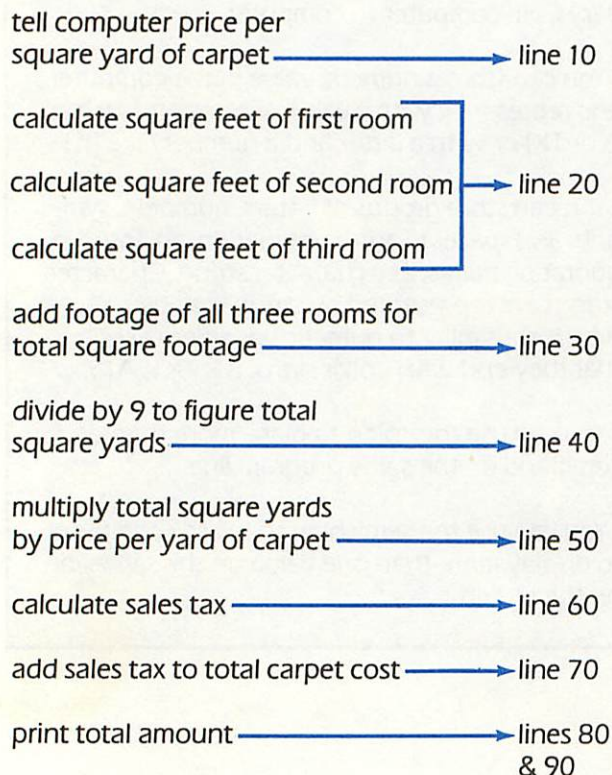 tell computer price per
square yard of carpet line 10
calculate square feet of first room
calculate square feet of second room line 20
calculate square feet of third room
add footage of all three rooms for
total square footage line 30
divide by 9 to figure total
square yards line 40
multiply total square yards
by price per yard of carpet line 50
calculate sales tax line 60
add sales tax to total carpet cost line 70
print total amount lines 80
& 90